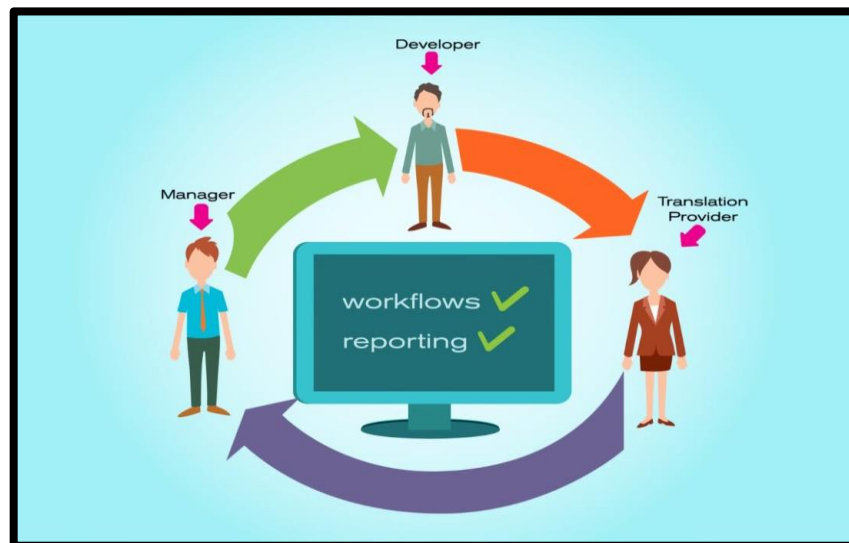 Developer
Manager
Translation
Provider
workflows
reporting